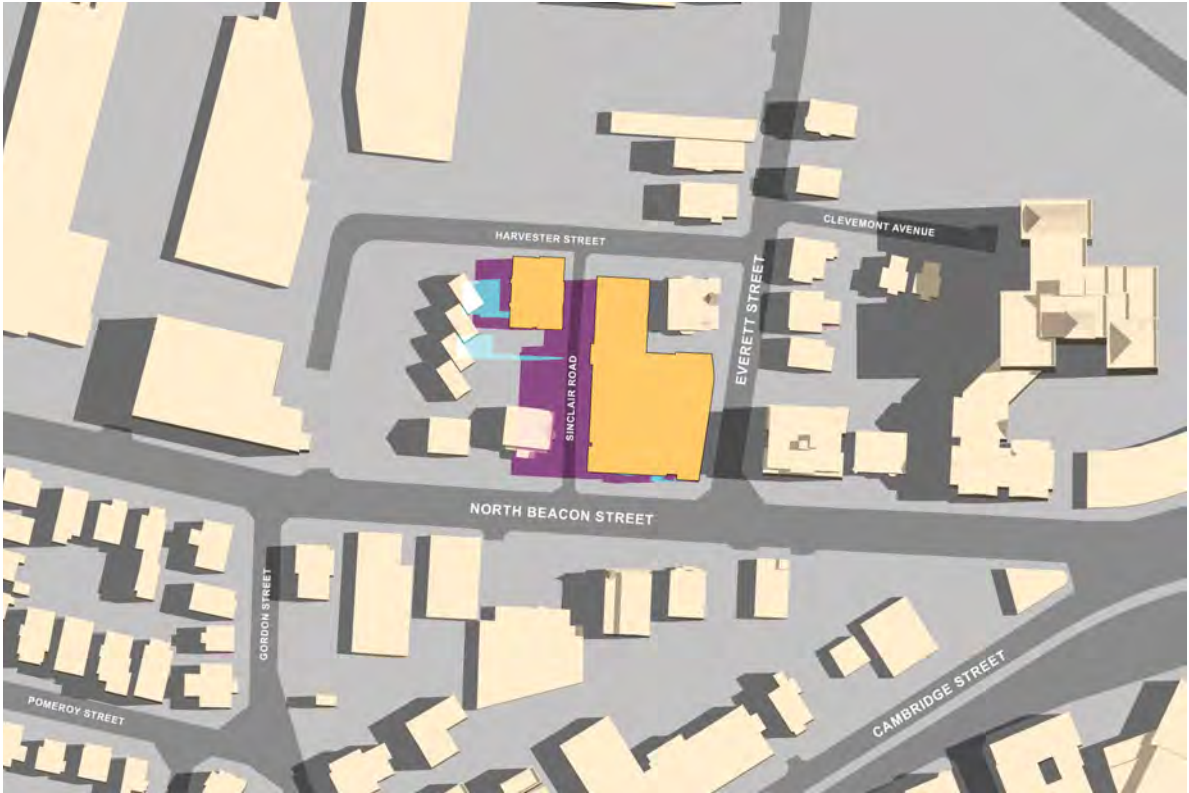 CLEVEMONT AVENUE
HARVESTER STREET
EVERETT STREET
SINCLAIR ROAD
NORTH BEACON STREET
GORDON STREET
CAMBRIDGE STREET
POMEROY STREET